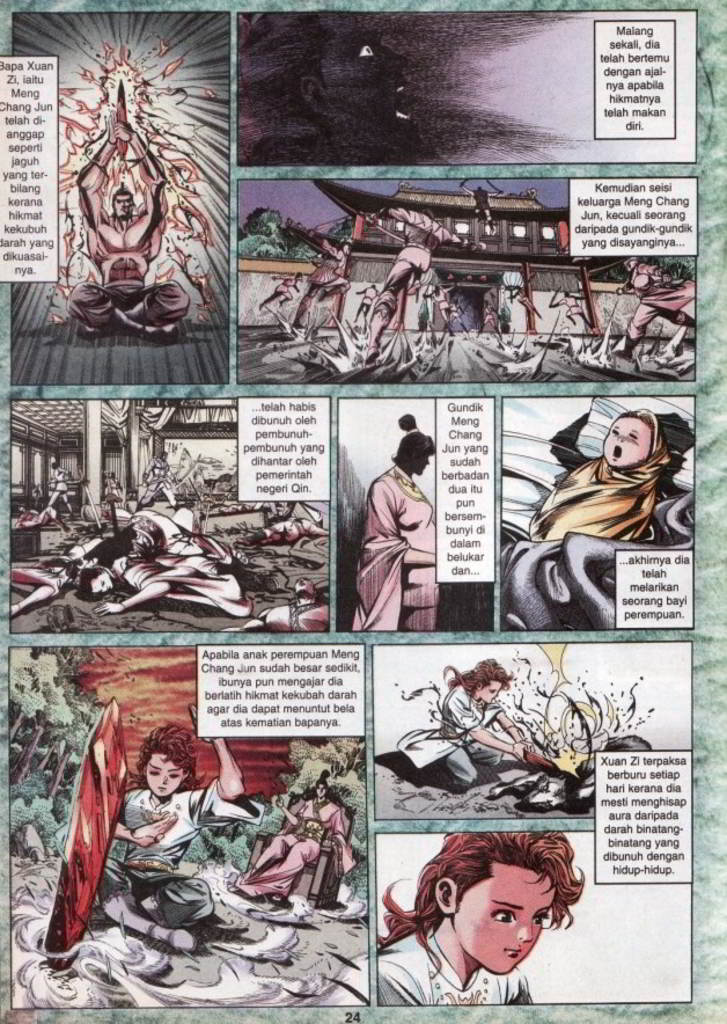 Bapa Xuan
Zi, iaitu
Meng
Chang Jun
telah di-
anggap
seperti
jaguh
yang ter-
bilang
kerana
hikmat
kekubuh
darah yang
dikuasai-
nya.
Malang
sekali, dia
telah bertemu
dengan ajal-
nya apabila
hikmatnya
telah makan
diri.
Kemudian seisi
keluarga Meng Chang
Jun, kecuali seorang
daripada gundik-gundik
yang disayanginya...
...telah habis
dibunuh oleh
pembunuh-
pembunuh yang
dihantar oleh
pemerintah
negeri Qin.
Gundik
Meng
Chang
Jun yang
sudah
berbadan
dua itu
pun
bersem-
bunyi di
dalam
belukar
dan...
...akhirnya dia
telah
melarikan
seorang bayi
perempuan.
Apabila anak perempuan Meng
Chang Jun sudah besar sedikit,
ibunya pun mengajar dia
berlatih hikmat kekubah darah
agar dia dapat menuntut bela
atas kematian bapanya.
Xuan Zi terpaksa
berburu setiap
hari kerana dia
mesti menghisap
aura daripada
darah binatang-
binatang yang
dibunuh dengan
hidup-hidup.
24